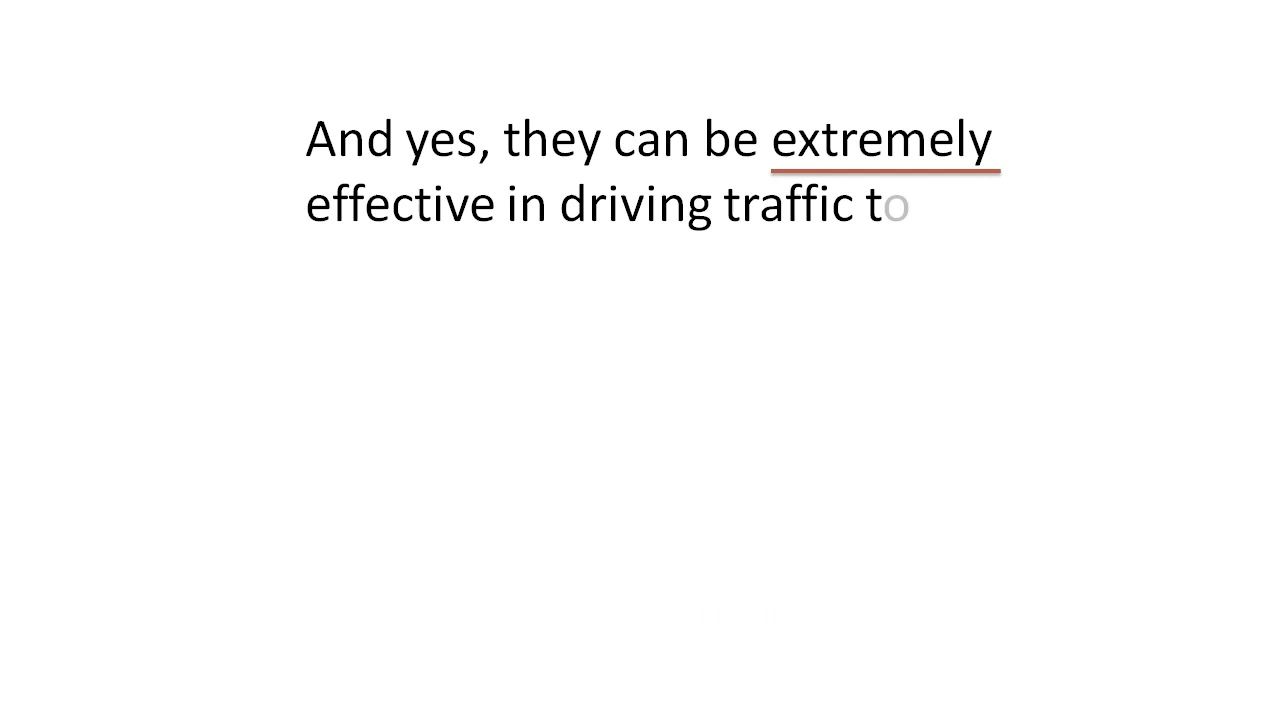 And yes, they can be extremely
effective in driving traffic to